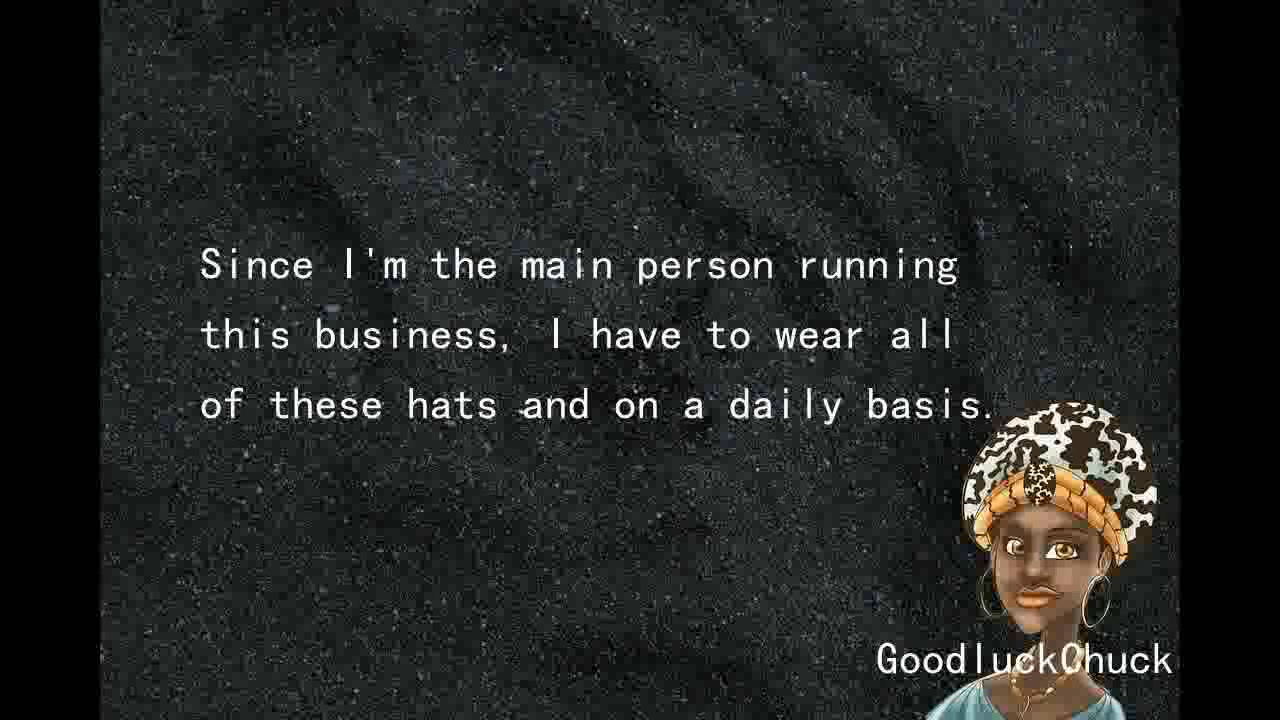 Since I'm the main person running
this business, I have to wear all
of these hats and on a daily basis.
GoodluckChuck